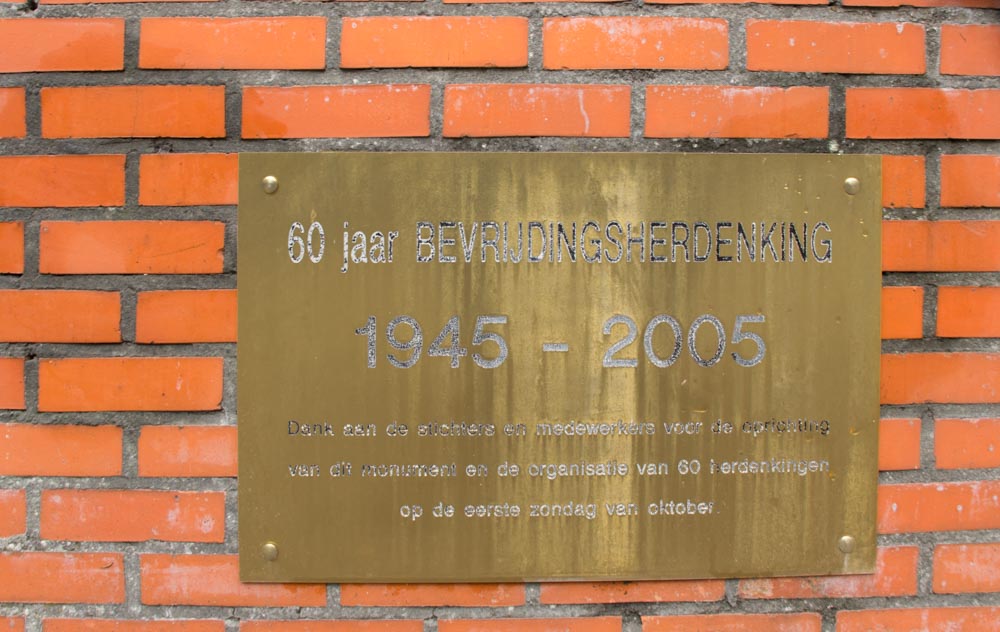 60 jaar BEVRIJDINGSHERDENKING
1945 - 2005
Dank aan de stichters en medewerkers voor de oprichting
van dit monument en de organisatie van 60 herdenkingen
op de eerste zondag van oktober.